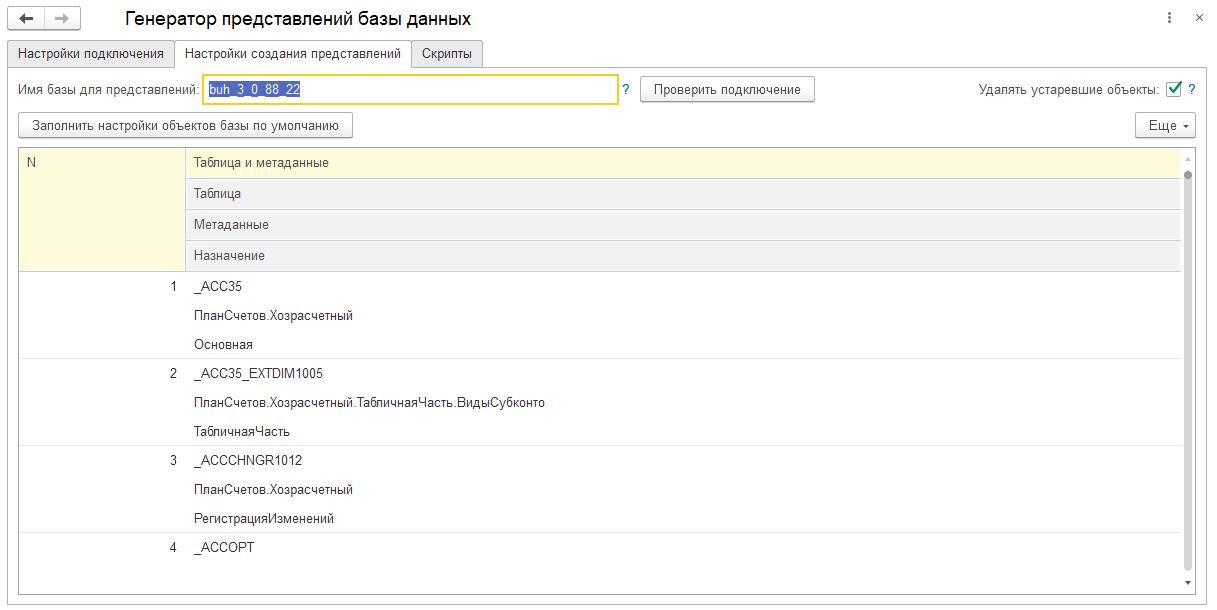 Генератор представлений базы данных
Настройки подключения Настройки создания представлений Скрипты
Имя базы для представлений: buh_3_0_88_22 ? Проверить подключение Удалять устаревшие объекты: ?
Заполнить настройки объектов базы по умолчанию Еще
N Таблица и метаданные
Таблица
Метаданные
Назначение
1 _ACC35
ПланСчетов.Хозрасчетный
Основная
2 _ACC35_EXTDIM1005
ПланСчетов.Хозрасчетный.ТабличнаяЧасть.ВидыСубконто
ТабличнаяЧасть
3 _ACCCHNGR1012
ПланСчетов.Хозрасчетный
РегистрацияИзменений
4 _ACCOPT